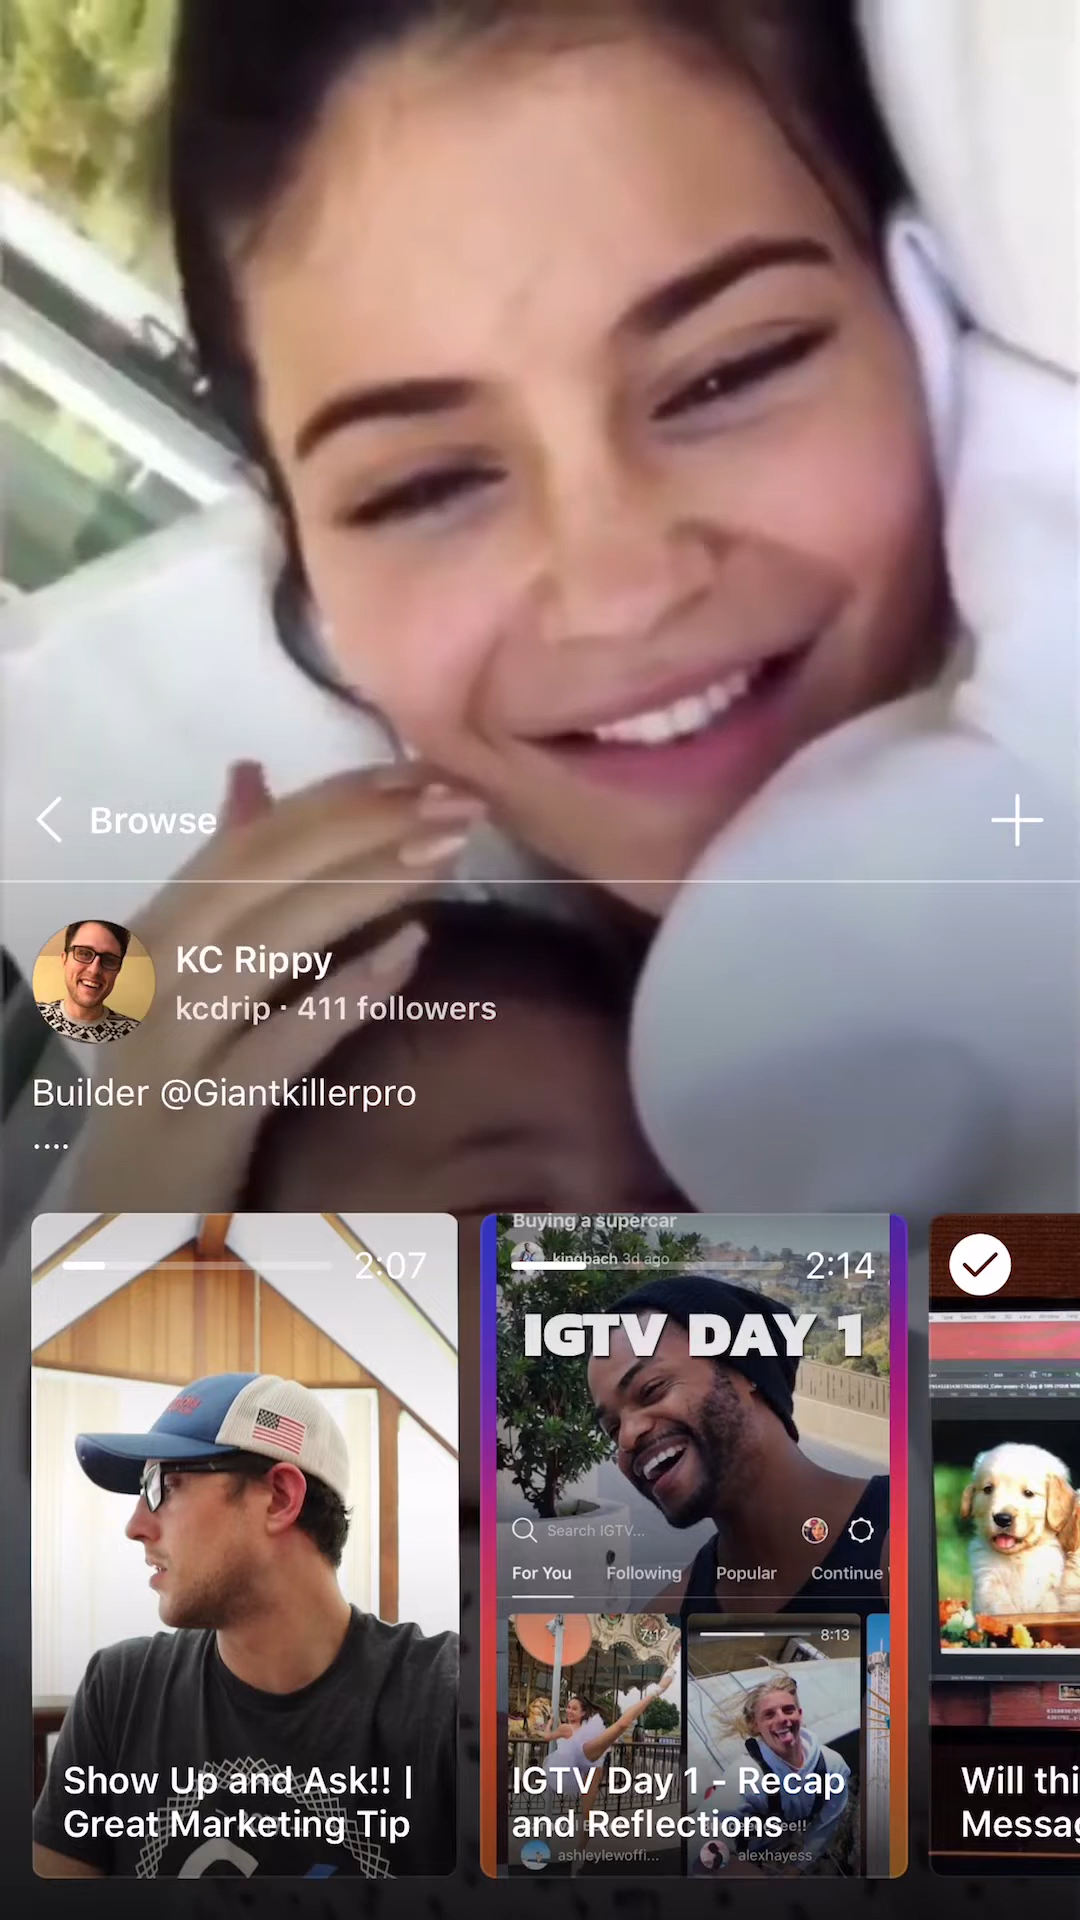 Browse
KC Rippy
kcdrip · 411 followers
Builder @Giantkillerpro
....
2:07
Show Up and Ask!! |
Great Marketing Tip
Buying a supercar
kingbach 3d ago
2:14
IGTV DAY 1
Search IGTV...
For You
Following
Popular
Continue
7:12
8:13
IGTV Day 1 - Recap
and Reflections
ashleylewoffi...
alexhayess
Will thi
Messag